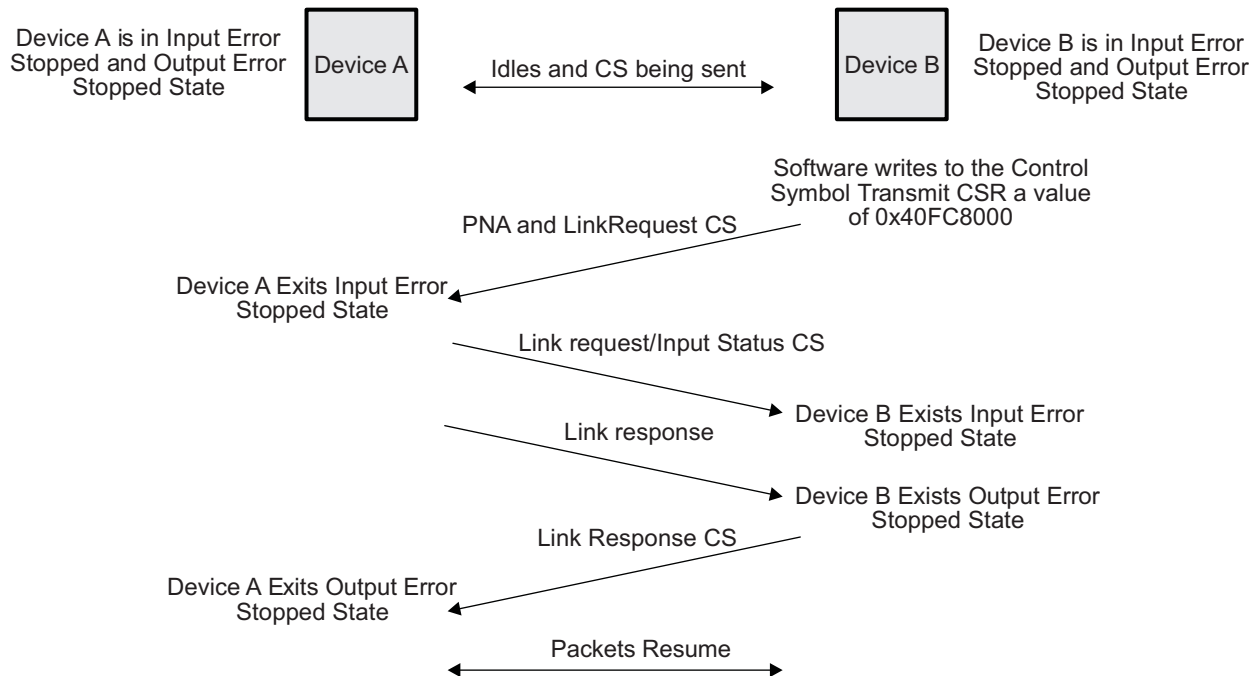 Device A is in Input Error
Stopped and Output Error
Stopped State
Device A
Idles and CS being sent
Device B
Device B is in Input Error
Stopped and Output Error
Stopped State
Software writes to the Control
Symbol Transmit CSR a value
of 0x40FC8000
PNA and LinkRequest CS
Device A Exits Input Error
Stopped State
Link request/Input Status CS
Device B Exists Input Error
Stopped State
Link response
Device B Exists Output Error
Stopped State
Link Response CS
Device A Exits Output Error
Stopped State
Packets Resume